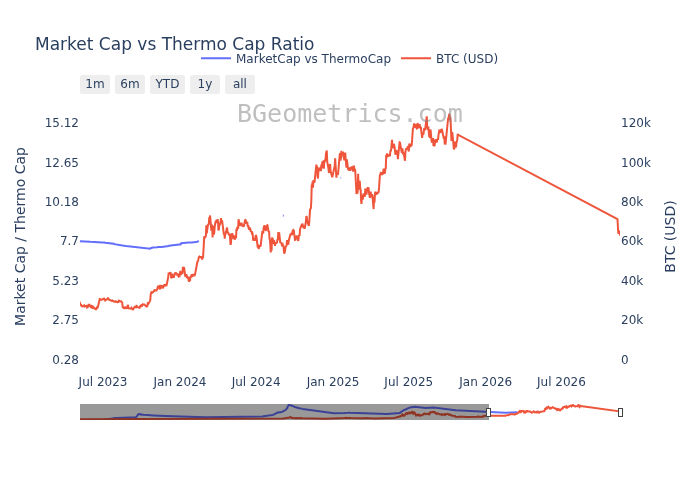 Market Cap vs Thermo Cap Ratio
MarketCap vs ThermoCap
BTC (USD)
1m 6m YTD 1y all
BGeometrics.com
15.12
12.65
10.18
7.7
5.23
2.75
0.28
Market Cap / Thermo Cap
120k
100k
80k
60k
40k
20k
0
BTC (USD)
Jul 2023 Jan 2024 Jul 2024 Jan 2025 Jul 2025 Jan 2026 Jul 2026